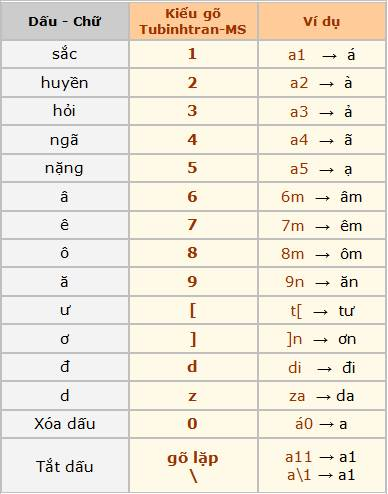 Dấu - Chữ Kiểu gõ Tubinhtran-MS Ví dụ
sắc 1 a1 → á
huyền 2 a2 → à
hỏi 3 a3 → ả
ngã 4 a4 → ã
nặng 5 a5 → ạ
â 6 6m → âm
ê 7 7m → êm
ô 8 8m → ôm
ă 9 9n → ăn
ư [ t[ → tư
ơ ] ]n → ơn
đ d di → đi
d z za → da
Xóa dấu 0 á0 → a
Tắt dấu gõ lặp a11 → a1
\ a\1 → a1